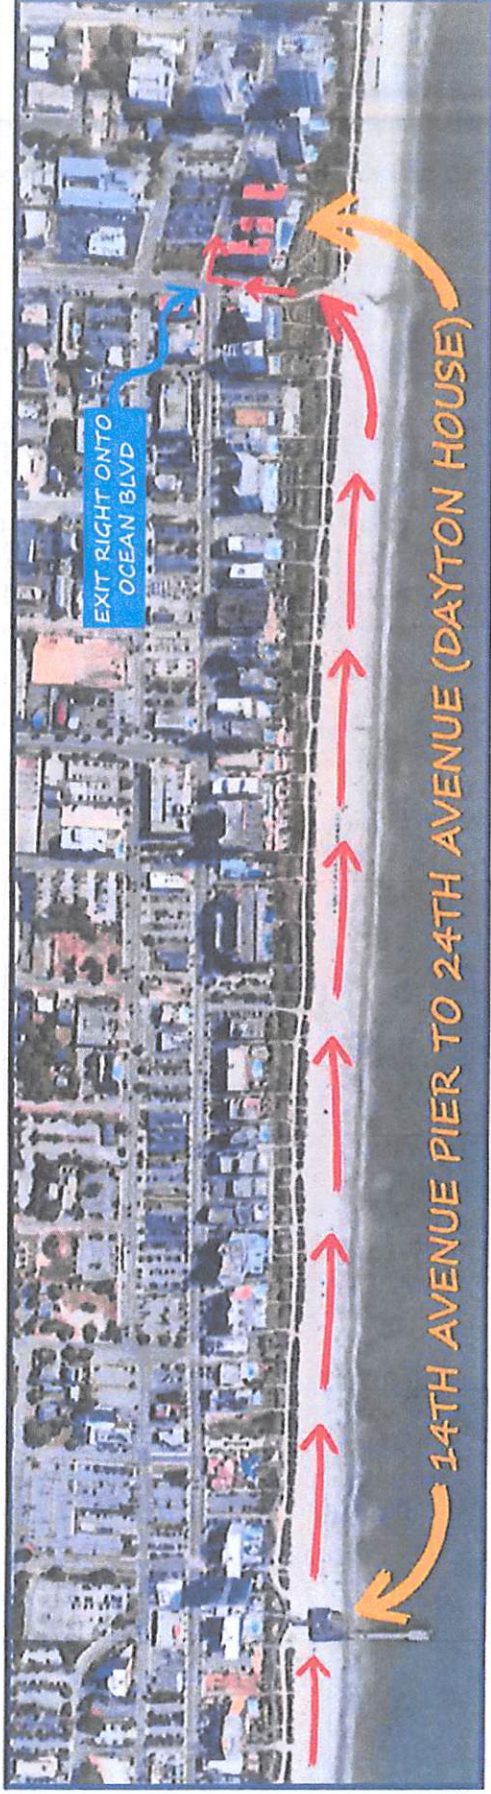 EXIT RIGHT ONTO
OCEAN BLVD
14TH AVENUE PIER TO 24TH AVENUE (DAYTON HOUSE)